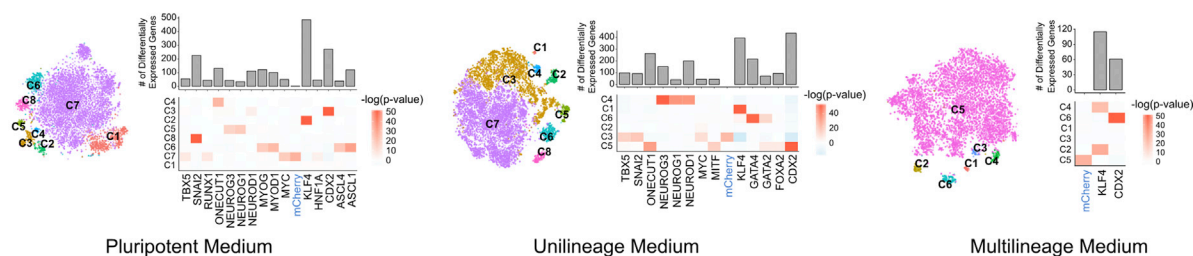 # of Differentially
Expressed Genes
500
400
300
200
100
0
C6
C8
C7
C5
C4
C3
C2
C1
C4
C3
C2
C5
C8
C6
C7
C1
-log(p-value)
50
40
30
20
10
0
TBX5
SNAI2
RUNX1
ONECUT1
NEUROG3
NEUROG1
NEUROD1
MYOG
MYOD1
MYC
mCherry
KLF4
HNF1A
CDX2
ASCL4
ASCL1
Pluripotent Medium
# of Differentially
Expressed Genes
400
300
200
100
0
C1
C4
C2
C3
C5
C7
C6
C8
C4
C1
C6
C2
C3
C5
-log(p-value)
40
20
0
TBX5
SNAI2
ONECUT1
NEUROG3
NEUROG1
NEUROD1
MYC
MITF
mCherry
KLF4
GATA4
GATA2
FOXA2
CDX2
Unilineage Medium
# of Differentially
Expressed Genes
120
90
60
30
0
C5
C3
C2
C1
C4
C6
C4
C6
C3
C2
C5
-log(p-value)
50
40
30
20
10
0
mCherry
KLF4
CDX2
Multilineage Medium